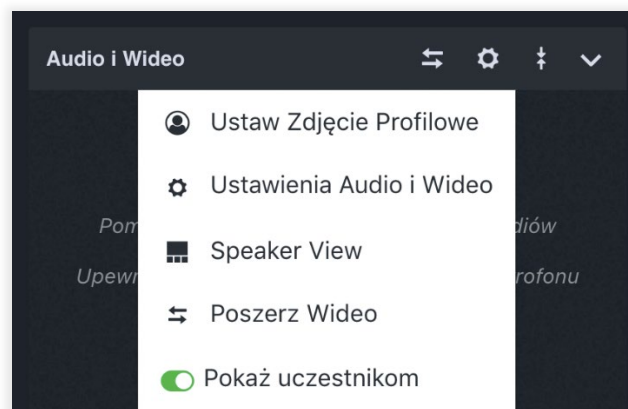 Audio i Wideo
Ustaw Zdjęcie Profilowe
Ustawienia Audio i Wideo
Speaker View
Poszerz Wideo
Pokaż uczestnikom